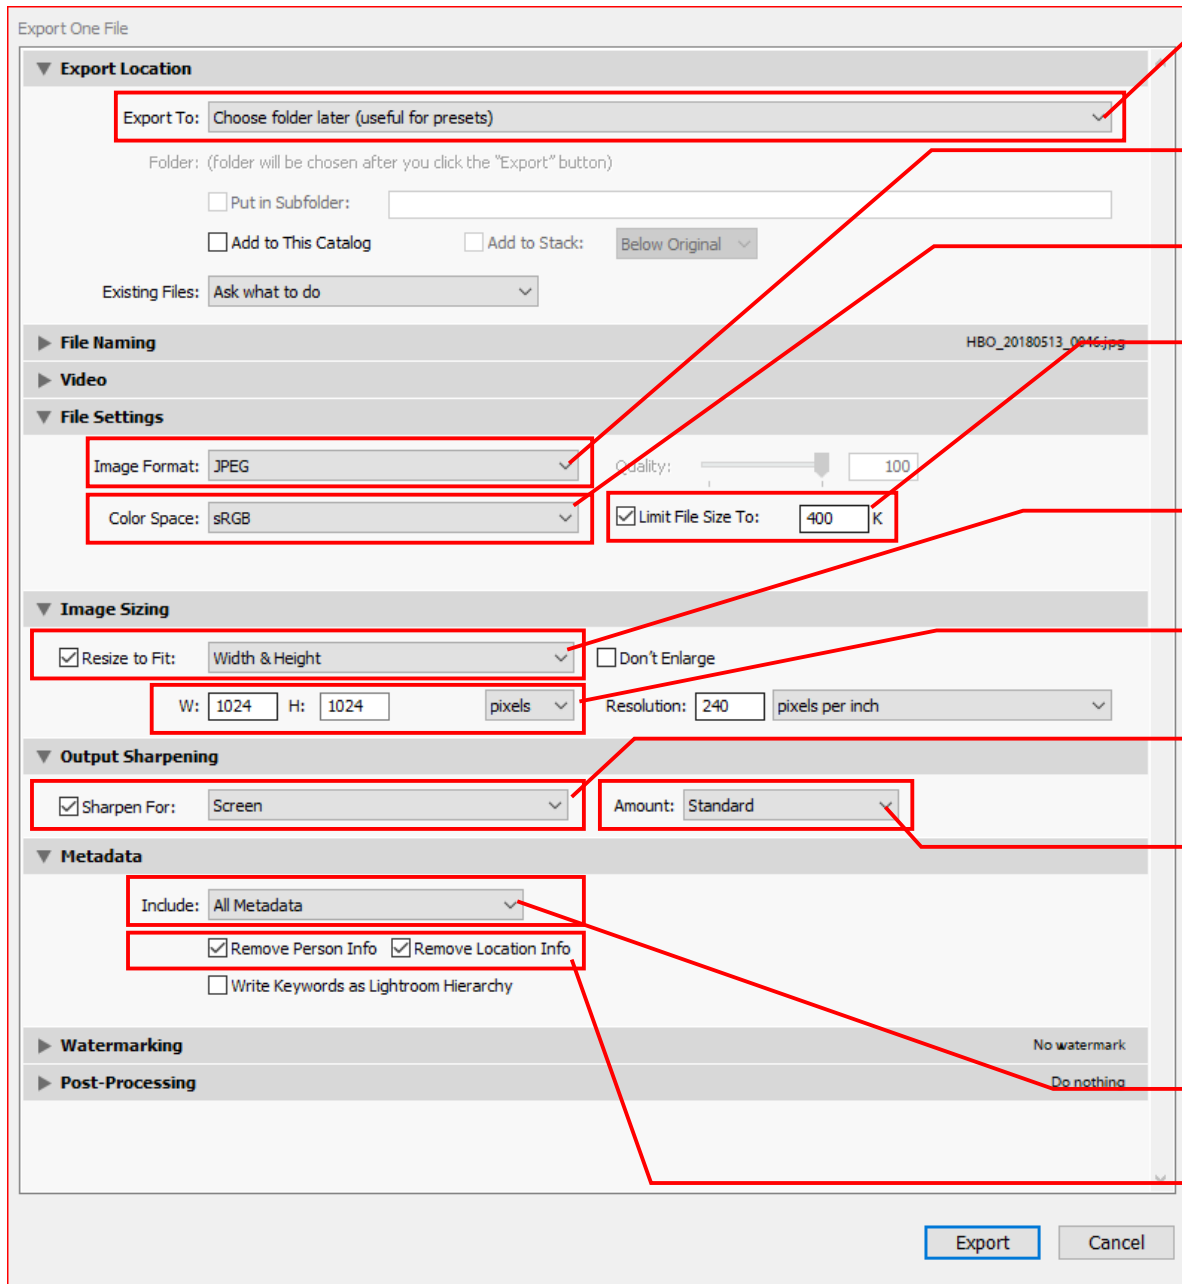 Export One File
Export Location
Export To: Choose folder later (useful for presets)
Folder: (folder will be chosen after you click the "Export" button)
Put in Subfolder:
Add to This Catalog Add to Stack: Below Original
Existing Files: Ask what to do
File Naming HBO_20180513_0046.jpg
Video
File Settings
Image Format: JPEG Quality: 100
Color Space: sRGB Limit File Size To: 400 K
Image Sizing
Resize to Fit: Width & Height Don't Enlarge
W: 1024 H: 1024 pixels Resolution: 240 pixels per inch
Output Sharpening
Sharpen For: Screen Amount: Standard
Metadata
Include: All Metadata
Remove Person Info Remove Location Info
Write Keywords as Lightroom Hierarchy
Watermarking No watermark
Post-Processing Do nothing
Export Cancel